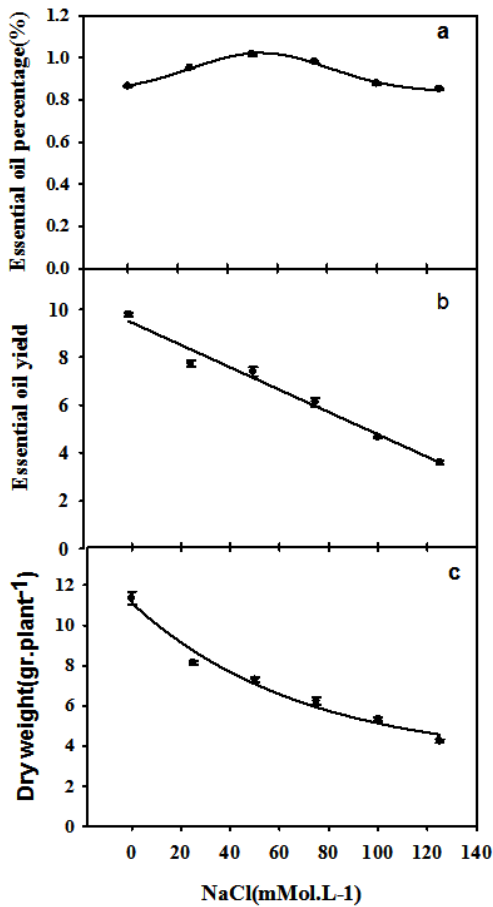 a
Essential oil percentage(%)
1.2
1.0
0.8
0.6
0.4
0.2
0.0
b
Essential oil yield
10
8
6
4
2
0
c
Dry weight(gr.plant-1)
12
10
8
6
4
2
0
0 20 40 60 80 100 120 140
NaCl(mMol.L-1)